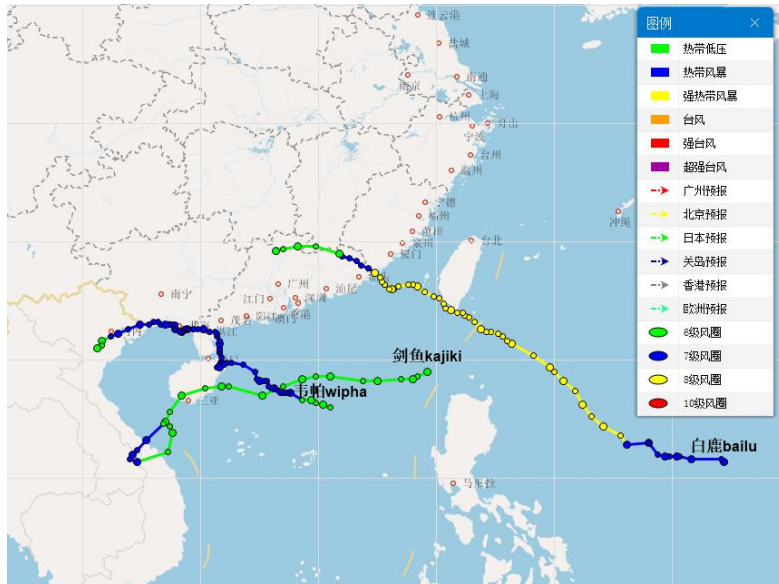 连云港
盐城
南通
南京
上海
杭州
舟山
宁波
台州
温州
宁德
福州
莆田
泉州
厦门
台北
冲绳
广州
汕尾
江门
深圳
香港
澳门
茂名
南宁
湛江
三亚
马尼拉
剑鱼kajiki
韦帕wipha
白鹿bailu
图例
热带低压
热带风暴
强热带风暴
台风
强台风
超强台风
广州预报
北京预报
日本预报
关岛预报
香港预报
欧洲预报
6级风圈
7级风圈
8级风圈
10级风圈